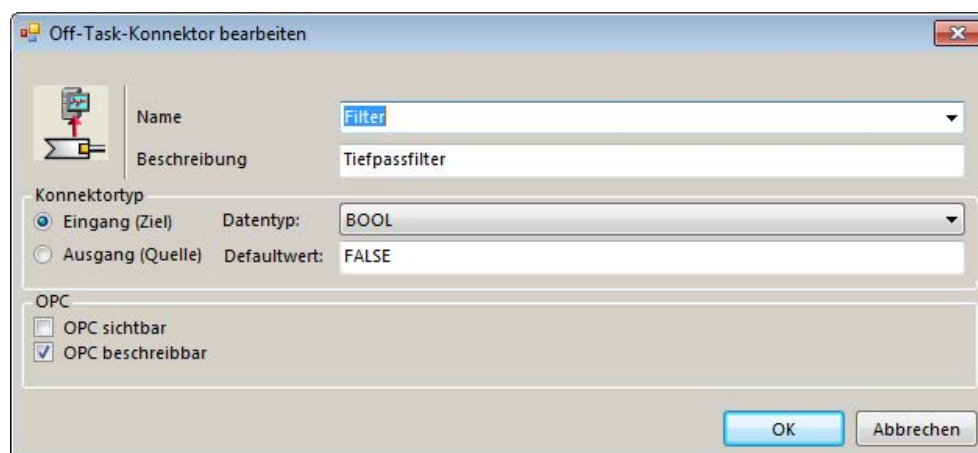 Off-Task-Konnektor bearbeiten
Name Filter
Beschreibung Tiefpassfilter
Konnektortyp
Eingang (Ziel) Datentyp: BOOL
Ausgang (Quelle) Defaultwert: FALSE
OPC
OPC sichtbar
OPC beschreibbar
OK Abbrechen